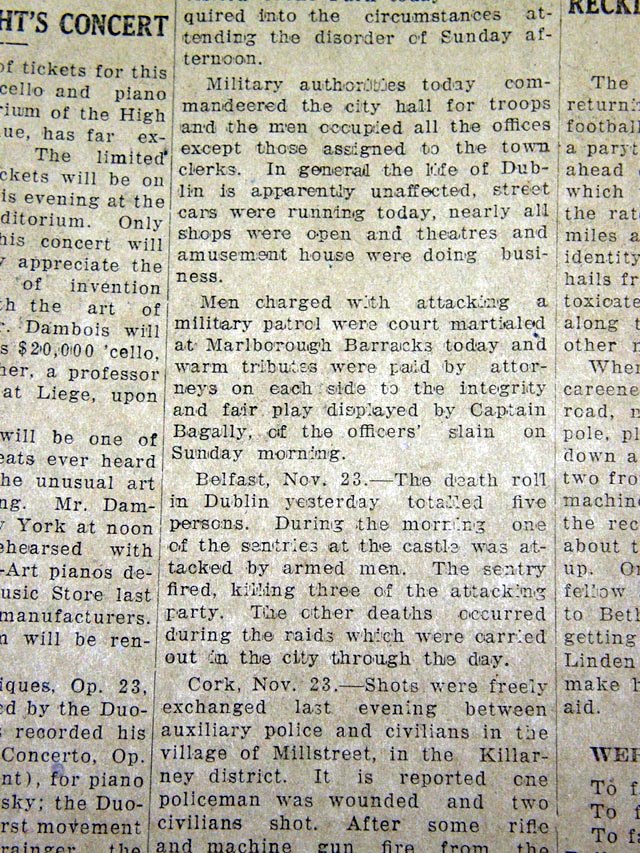 HT'S CONCERT
of tickets for this
cello and piano
rium of the High
ue, has far ex-
The limited
ckets will be on
is evening at the
ditorium. Only
his concert will
appreciate the
of invention
th the art of
r. Dambois will
s $20,000 'cello,
her, a professor
at Liege, upon
will be one of
eats ever heard
he unusual art
ng. Mr. Dam-
York at noon
ehearsed with
-Art pianos de-
usic Store last
manufacturers.
m will be ren-
iques, Op. 23,
ed by the Duo-
s recorded his
Concerto, Op.
nt), for piano
sky; the Duo-
rst movement
rainger, the
quired into the circumstances at-
tending the disorder of Sunday af-
ternoon.
Military authorities today com-
mandeered the city hall for troops
and the men occupied all the offices
except those assigned to the town
clerks. In general the life of Dub-
lin is apparently unaffected, street
cars were running today, nearly all
shops were open and theatres and
amusement house were doing busi-
ness.
Men charged with attacking a
military patrol were court martialed
at Marlborough Barracks today and
warm tributes were paid by attor-
neys on each side to the integrity
and fair play displayed by Captain
Bagally, of the officers' slain on
Sunday morning.
Belfast, Nov. 23.—The death roll
in Dublin yesterday totalled five
persons. During the morning one
of the sentries at the castle was at-
tacked by armed men. The sentry
fired, killing three of the attacking
party. The other deaths occurred
during the raids which were carried
out in the city through the day.
Cork, Nov. 23.—Shots were freely
exchanged last evening between
auxiliary police and civilians in the
village of Millstreet, in the Killar-
ney district. It is reported one
policeman was wounded and two
civilians shot. After some rifle
and machine gun fire from the
RECKL
The
returni
football
a paryt
ahead
which
the rat
miles a
identity
hails fr
toxicate
along t
other n
When
careene
road, n
pole, pl
down a
two fro
machin
the rec
about t
up. On
fellow
to Beth
getting
Linden
make h
aid.
WER
To f
To f
To fa